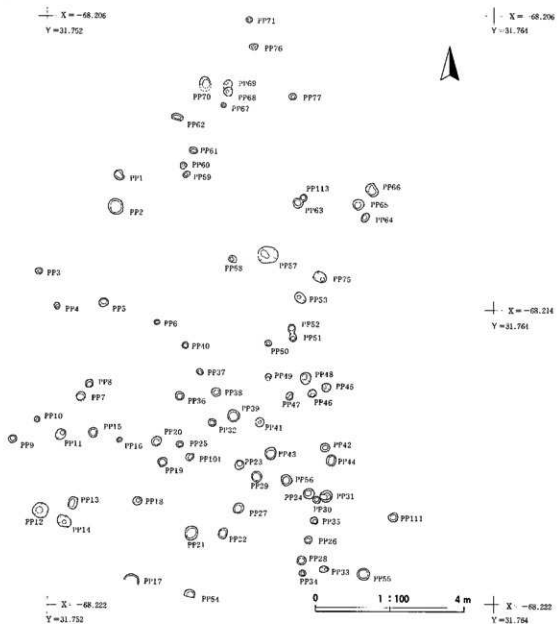 X = -68.206
Y = 31.752
X = -68.206
Y = 31.764
PP71
PP76
PP70
PP69
PP68
PP67
PP77
PP62
PP61
PP60
PP59
PP1
PP2
PP113
PP63
PP66
PP65
PP64
PP58
PP57
PP75
PP53
PP3
PP4
PP5
PP6
X = -68.214
Y = 31.764
PP52
PP51
PP50
PP40
PP37
PP49
PP48
PP45
PP8
PP7
PP36
PP38
PP47
PP46
PP10
PP39
PP32
PP41
PP9
PP11
PP15
PP16
PP20
PP25
PP42
PP19
PP101
PP23
PP43
PP44
PP29
PP56
PP24
PP31
PP30
PP12
PP13
PP14
PP18
PP27
PP35
PP111
PP21
PP22
PP26
PP28
PP34
PP33
PP55
PP17
PP54
X = -68.222
Y = 31.752
0 1 : 100 4 m
X = -68.222
Y = 31.764